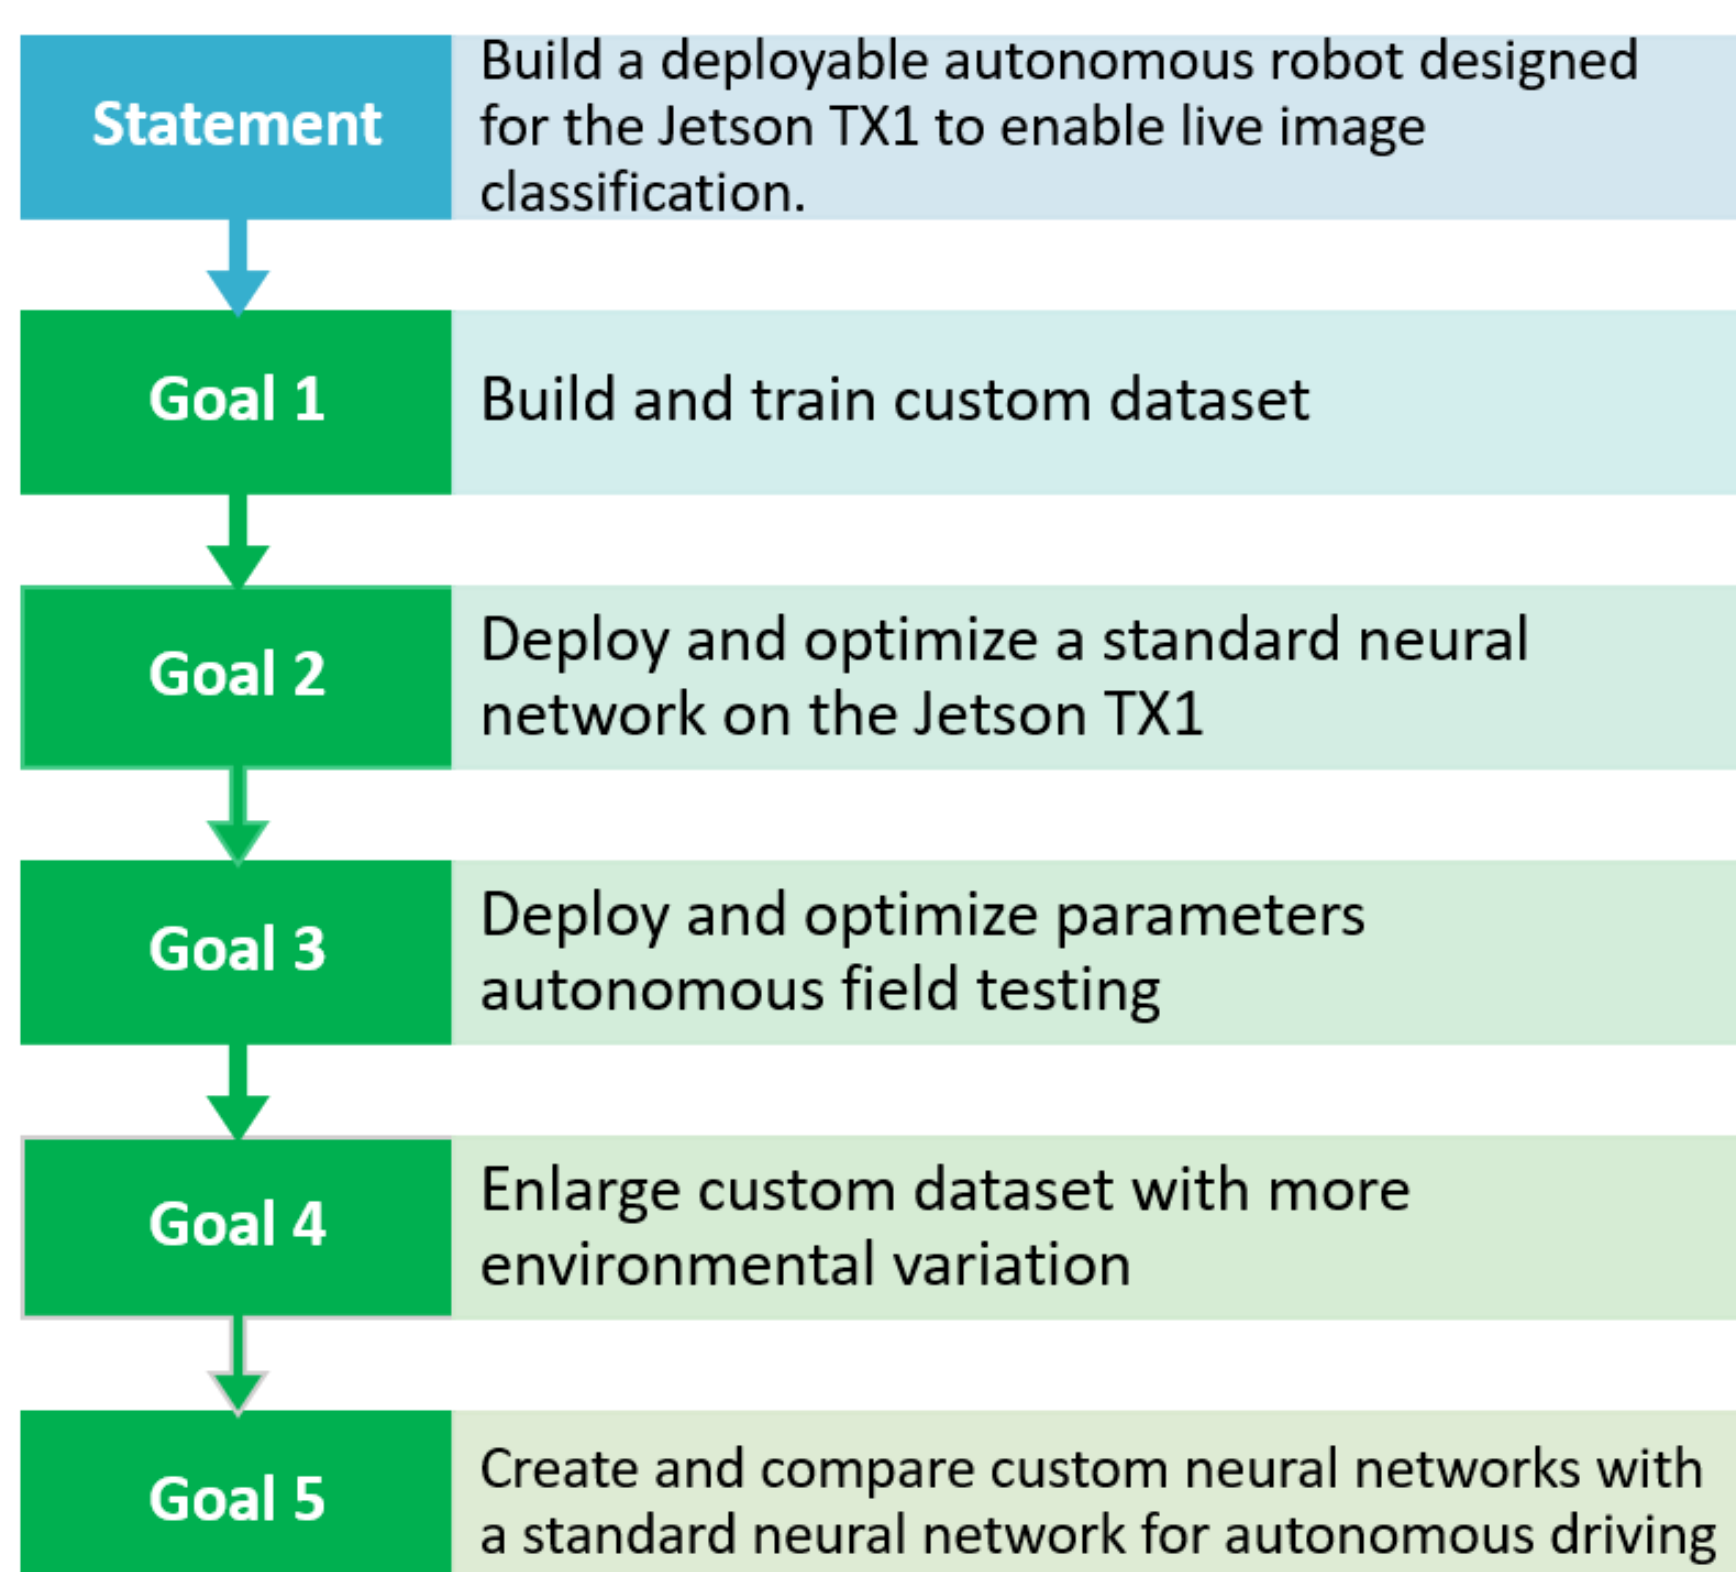 Statement
Build a deployable autonomous robot designed
for the Jetson TX1 to enable live image
classification.
Goal 1
Build and train custom dataset
Goal 2
Deploy and optimize a standard neural
network on the Jetson TX1
Goal 3
Deploy and optimize parameters
autonomous field testing
Goal 4
Enlarge custom dataset with more
environmental variation
Goal 5
Create and compare custom neural networks with
a standard neural network for autonomous driving